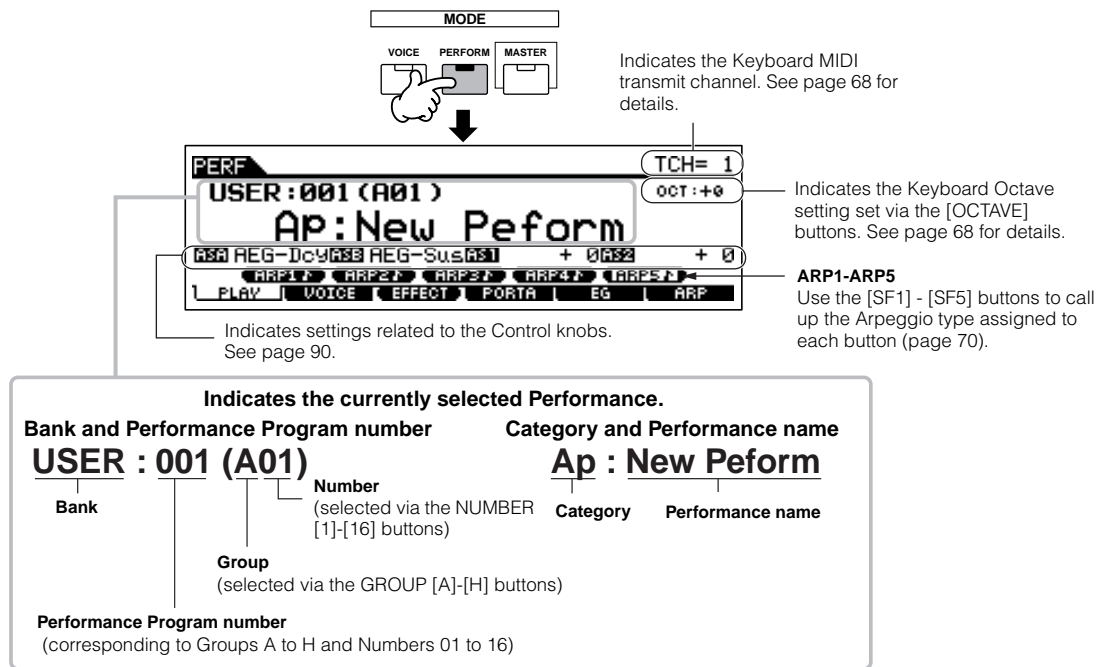 MODE
VOICE PERFORM MASTER
Indicates the Keyboard MIDI
transmit channel. See page 68 for
details.
PERF
TCH= 1
USER:001(A01)
OCT:+0
Ap:New Peform
Indicates the Keyboard Octave
setting set via the [OCTAVE]
buttons. See page 68 for details.
ASA AEG-Dcy ASB AEG-Sus AS1 + 0 AS2 + 0
ARP1♪ ARP2♪ ARP3♪ ARP4♪ ARP5♪
PLAY VOICE EFFECT PORTA EG ARP
ARP1-ARP5
Use the [SF1] - [SF5] buttons to call
up the Arpeggio type assigned to
each button (page 70).
Indicates settings related to the Control knobs.
See page 90.
Indicates the currently selected Performance.
Bank and Performance Program number
Category and Performance name
USER : 001 (A01)
Ap : New Peform
Bank
Number
(selected via the NUMBER
[1]-[16] buttons)
Category
Performance name
Group
(selected via the GROUP [A]-[H] buttons)
Performance Program number
(corresponding to Groups A to H and Numbers 01 to 16)